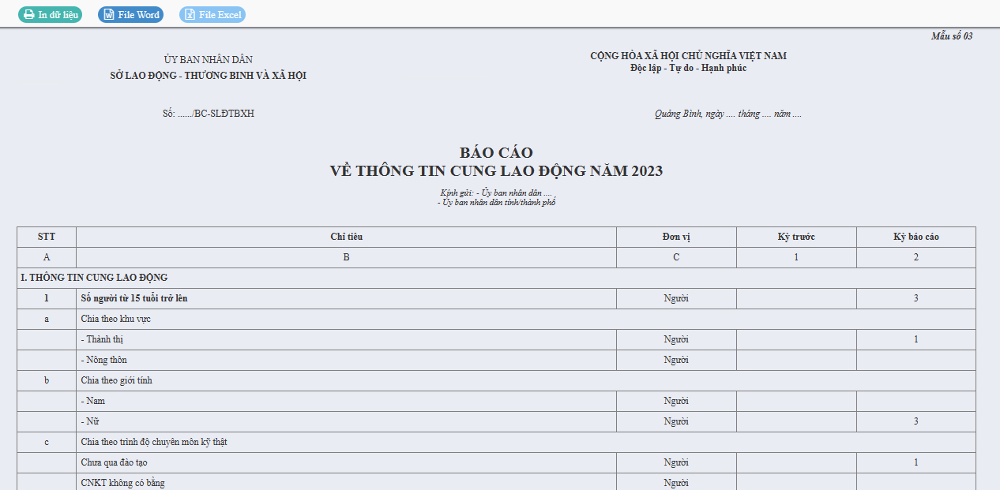 In dữ liệu File Word File Excel
Mẫu số 03
ỦY BAN NHÂN DÂN
SỞ LAO ĐỘNG - THƯƠNG BINH VÀ XÃ HỘI
CỘNG HÒA XÃ HỘI CHỦ NGHĨA VIỆT NAM
Độc lập - Tự do - Hạnh phúc
Số: ....../BC-SLĐTBXH
Quảng Bình, ngày .... tháng .... năm ....
BÁO CÁO
VỀ THÔNG TIN CUNG LAO ĐỘNG NĂM 2023
Kính gửi: - Ủy ban nhân dân .... ,
- Ủy ban nhân dân tỉnh/thành phố
STT Chỉ tiêu Đơn vị Kỳ trước Kỳ báo cáo
A B C 1 2
I. THÔNG TIN CUNG LAO ĐỘNG
1 Số người từ 15 tuổi trở lên Người 3
a Chia theo khu vực
- Thành thị Người 1
- Nông thôn Người
b Chia theo giới tính
- Nam Người
- Nữ Người 3
c Chia theo trình độ chuyên môn kỹ thật
Chưa qua đào tạo Người 1
CNKT không có bằng Người